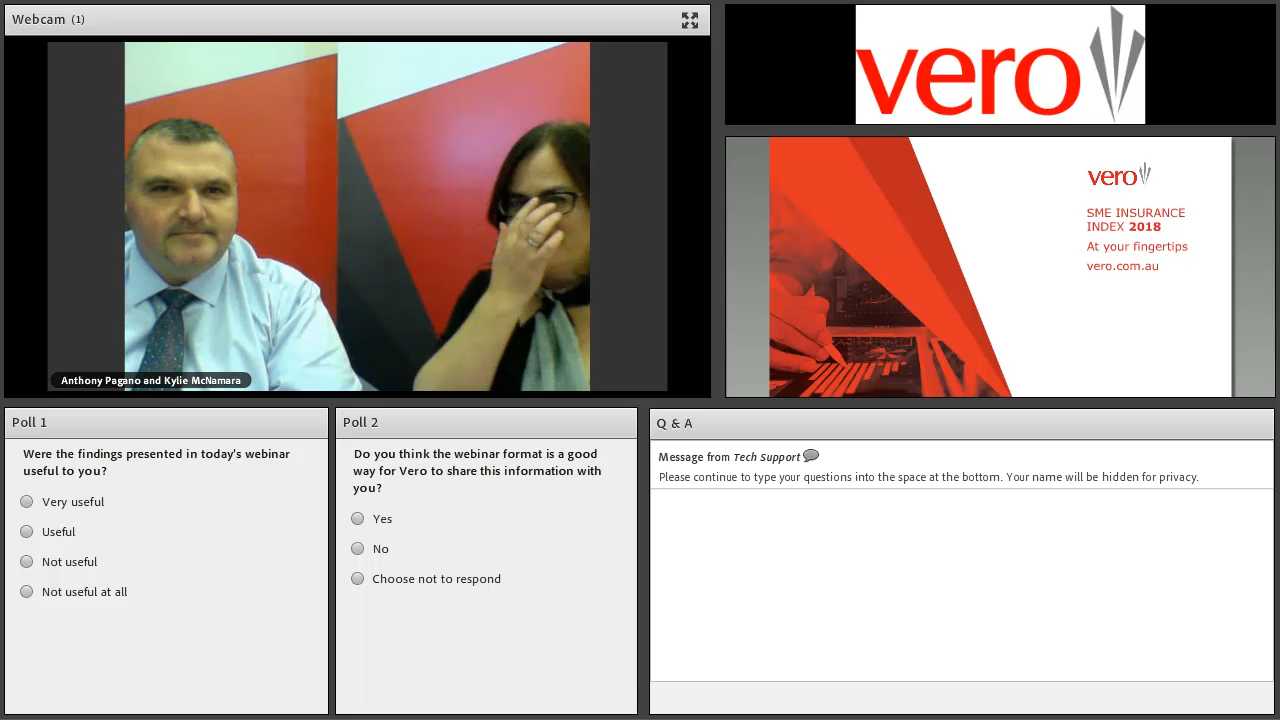 Webcam (1)
Anthony Pagano and Kylie McNamara
vero
vero
SME INSURANCE
INDEX 2018
At your fingertips
vero.com.au
Poll 1
Were the findings presented in today's webinar
useful to you?
Very useful
Useful
Not useful
Not useful at all
Poll 2
Do you think the webinar format is a good
way for Vero to share this information with
you?
Yes
No
Choose not to respond
Q & A
Message from Tech Support
Please continue to type your questions into the space at the bottom. Your name will be hidden for privacy.